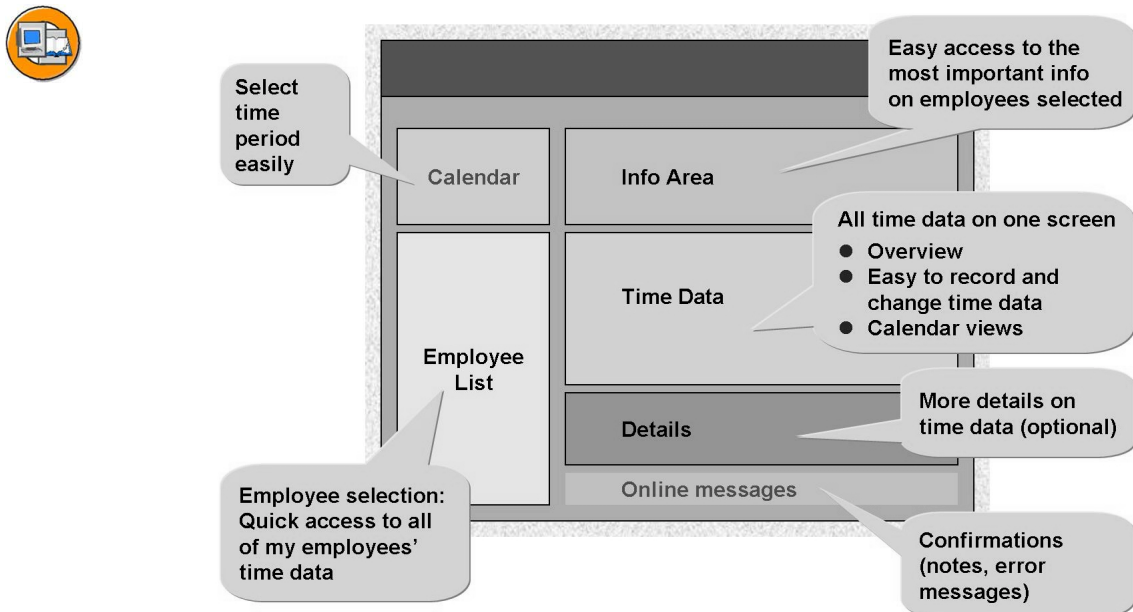 Select
time
period
easily
Calendar
Employee
List
Employee selection:
Quick access to all
of my employees’
time data
Easy access to the
most important info
on employees selected
Info Area
All time data on one screen
● Overview
● Easy to record and
change time data
● Calendar views
Time Data
More details on
time data (optional)
Details
Online messages
Confirmations
(notes, error
messages)